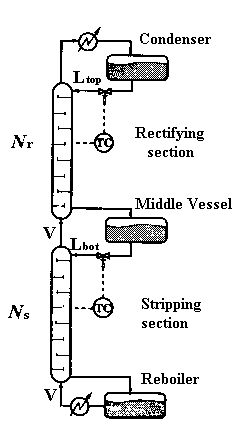 Condenser
Ltop
TC
Nr
Rectifying
section
Middle Vessel
V
Lbot
TC
Ns
Stripping
section
Reboiler
V